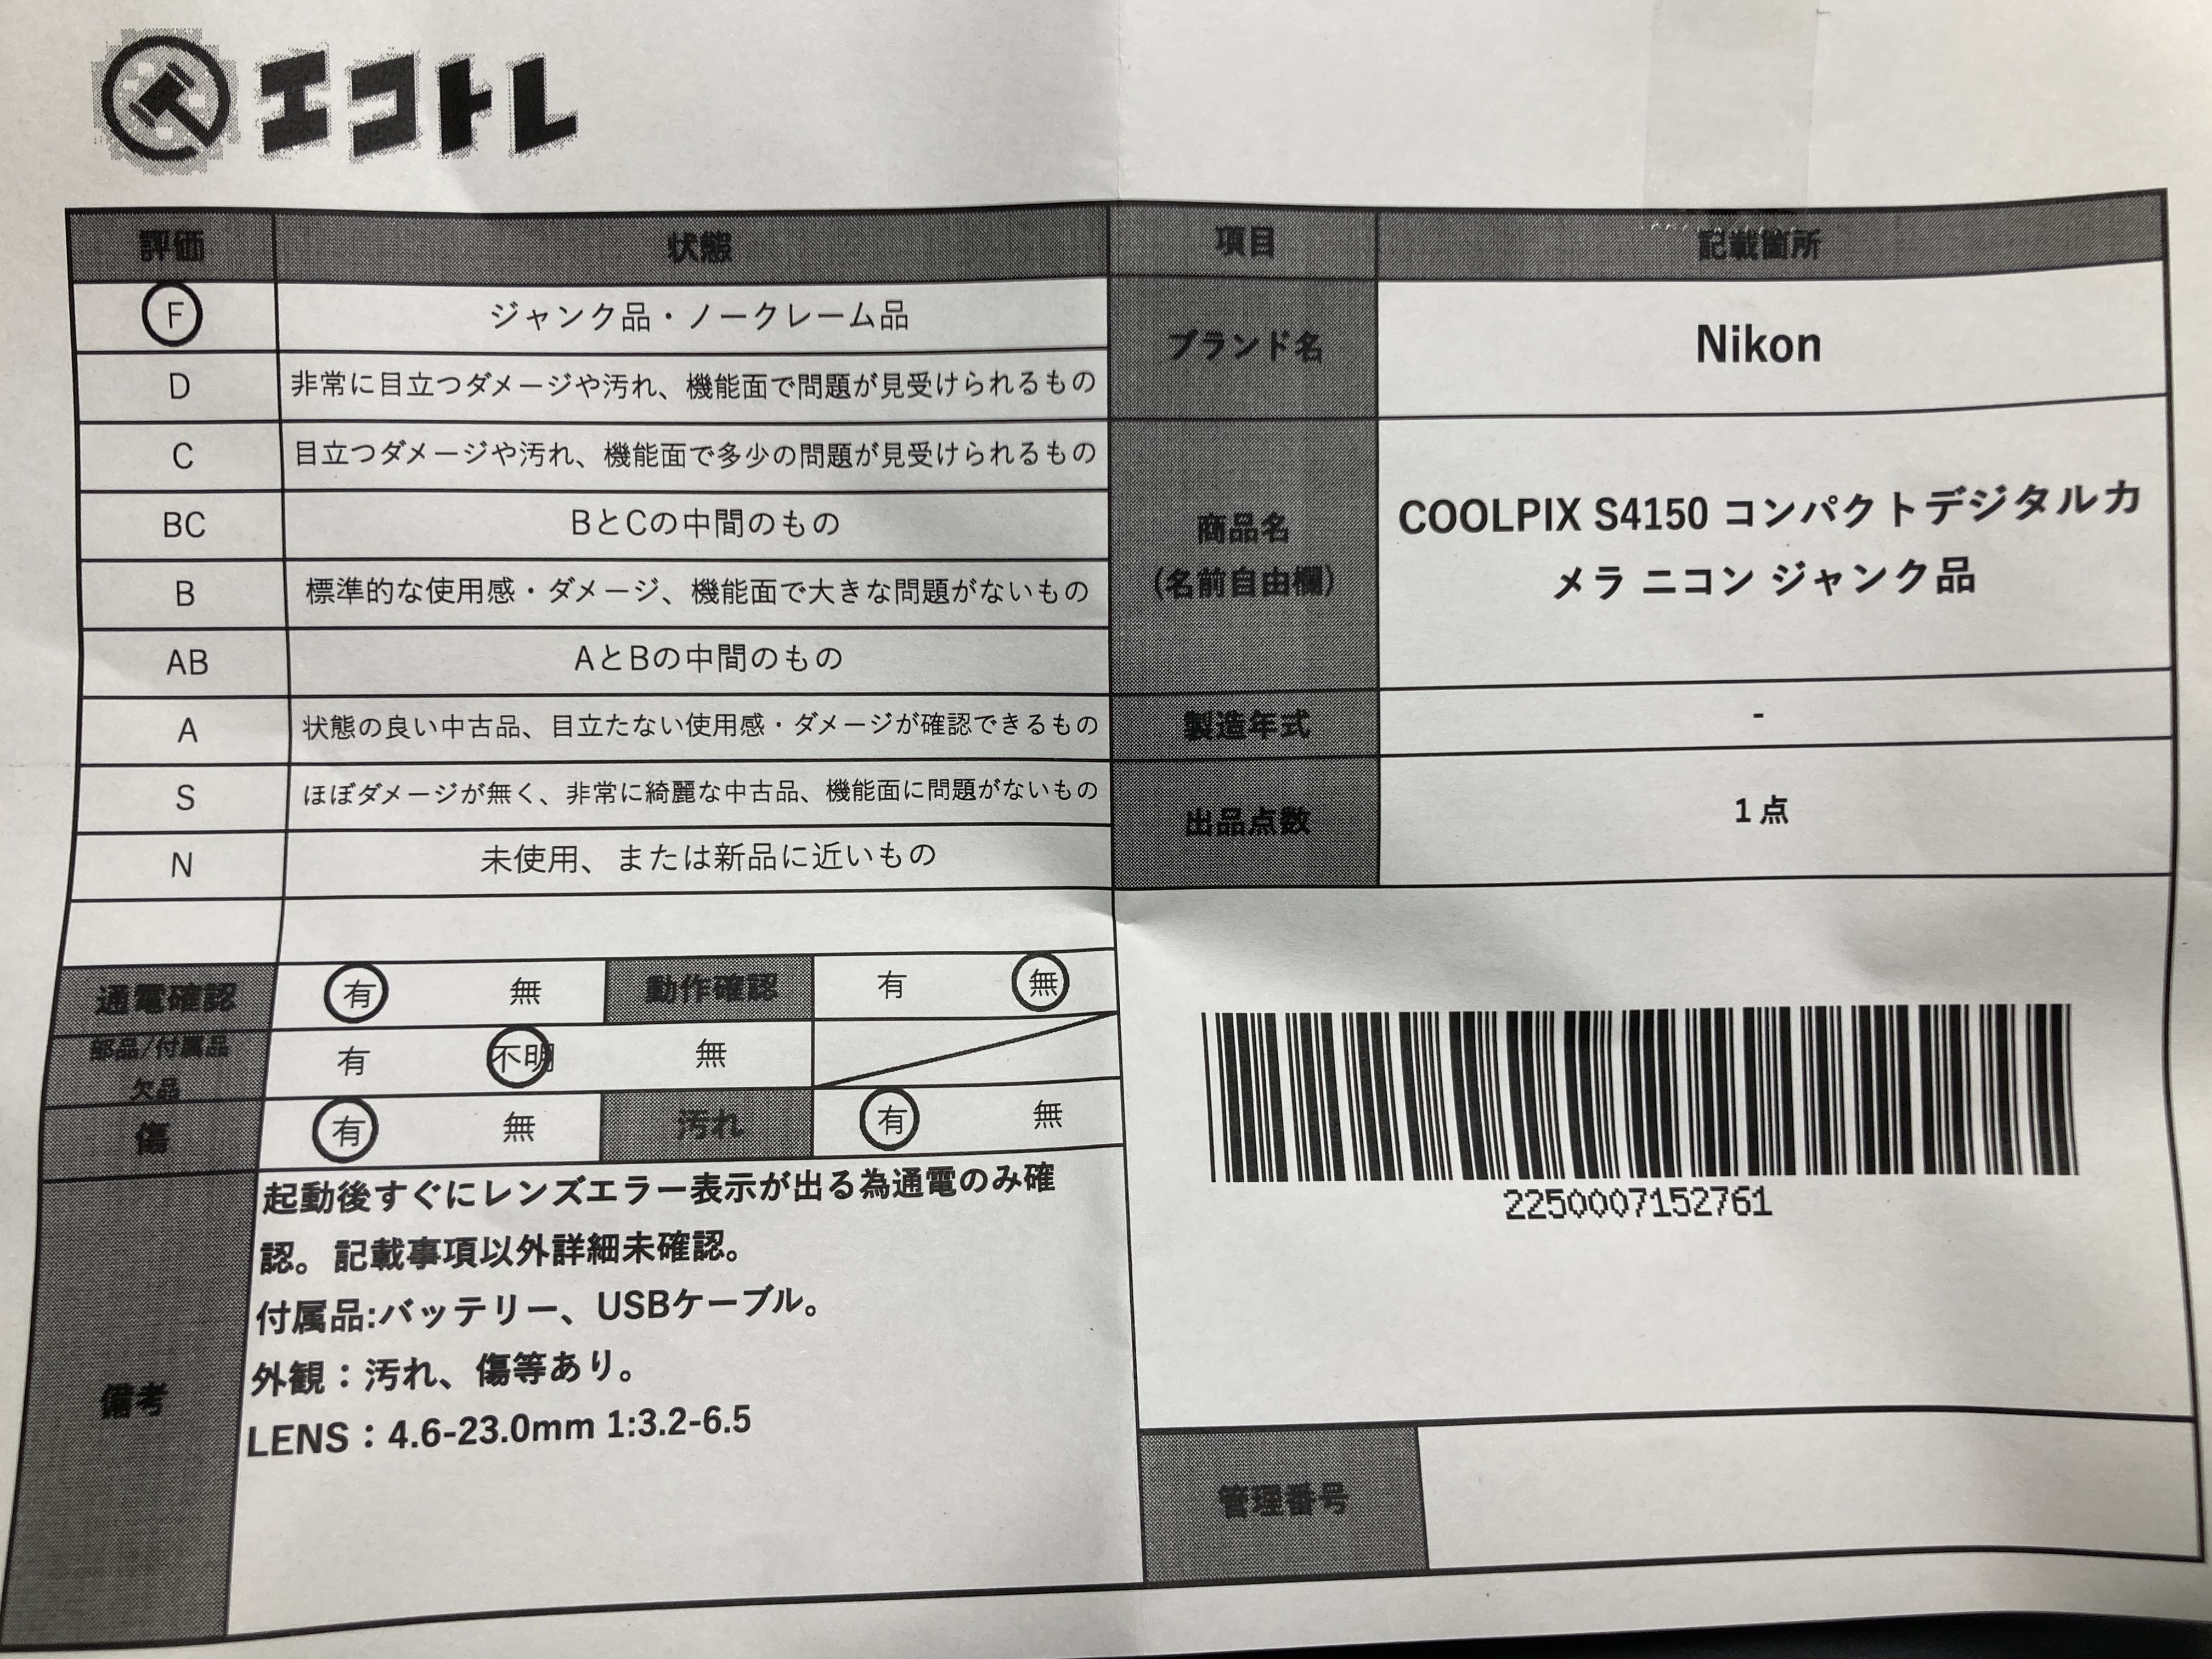 エコトレ
評価 状態
F ジャンク品・ノークレーム品
D 非常に目立つダメージや汚れ、機能面で問題が見受けられるもの
C 目立つダメージや汚れ、機能面で多少の問題が見受けられるもの
BC BとCの中間のもの
B 標準的な使用感・ダメージ、機能面で大きな問題がないもの
AB AとBの中間のもの
A 状態の良い中古品、目立たない使用感・ダメージが確認できるもの
S ほぼダメージが無く、非常に綺麗な中古品、機能面に問題がないもの
N 未使用、または新品に近いもの
通電確認 有 無 動作確認 有 無
部品/付属品 有 不明 無
欠品
傷 有 無 汚れ 有 無
備考
起動後すぐにレンズエラー表示が出る為通電のみ確
認。記載事項以外詳細未確認。
付属品:バッテリー、USBケーブル。
外観：汚れ、傷等あり。
LENS：4.6-23.0mm 1:3.2-6.5
項目 記載箇所
ブランド名 Nikon
商品名
(名前自由欄)
COOLPIX S4150 コンパクトデジタルカ
メラ ニコン ジャンク品
製造年式 -
出品点数 1 点
2250007152761
管理番号